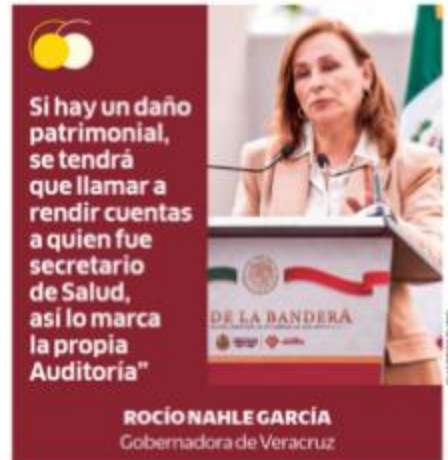 Si hay un daño
patrimonial,
se tendrá
que llamar a
rendir cuentas
a quien fue
secretario
de Salud,
así lo marca
la propia
Auditoría”
DE LA BANDERA
ROCÍO NAHLE GARCÍA
Gobernadora de Veracruz